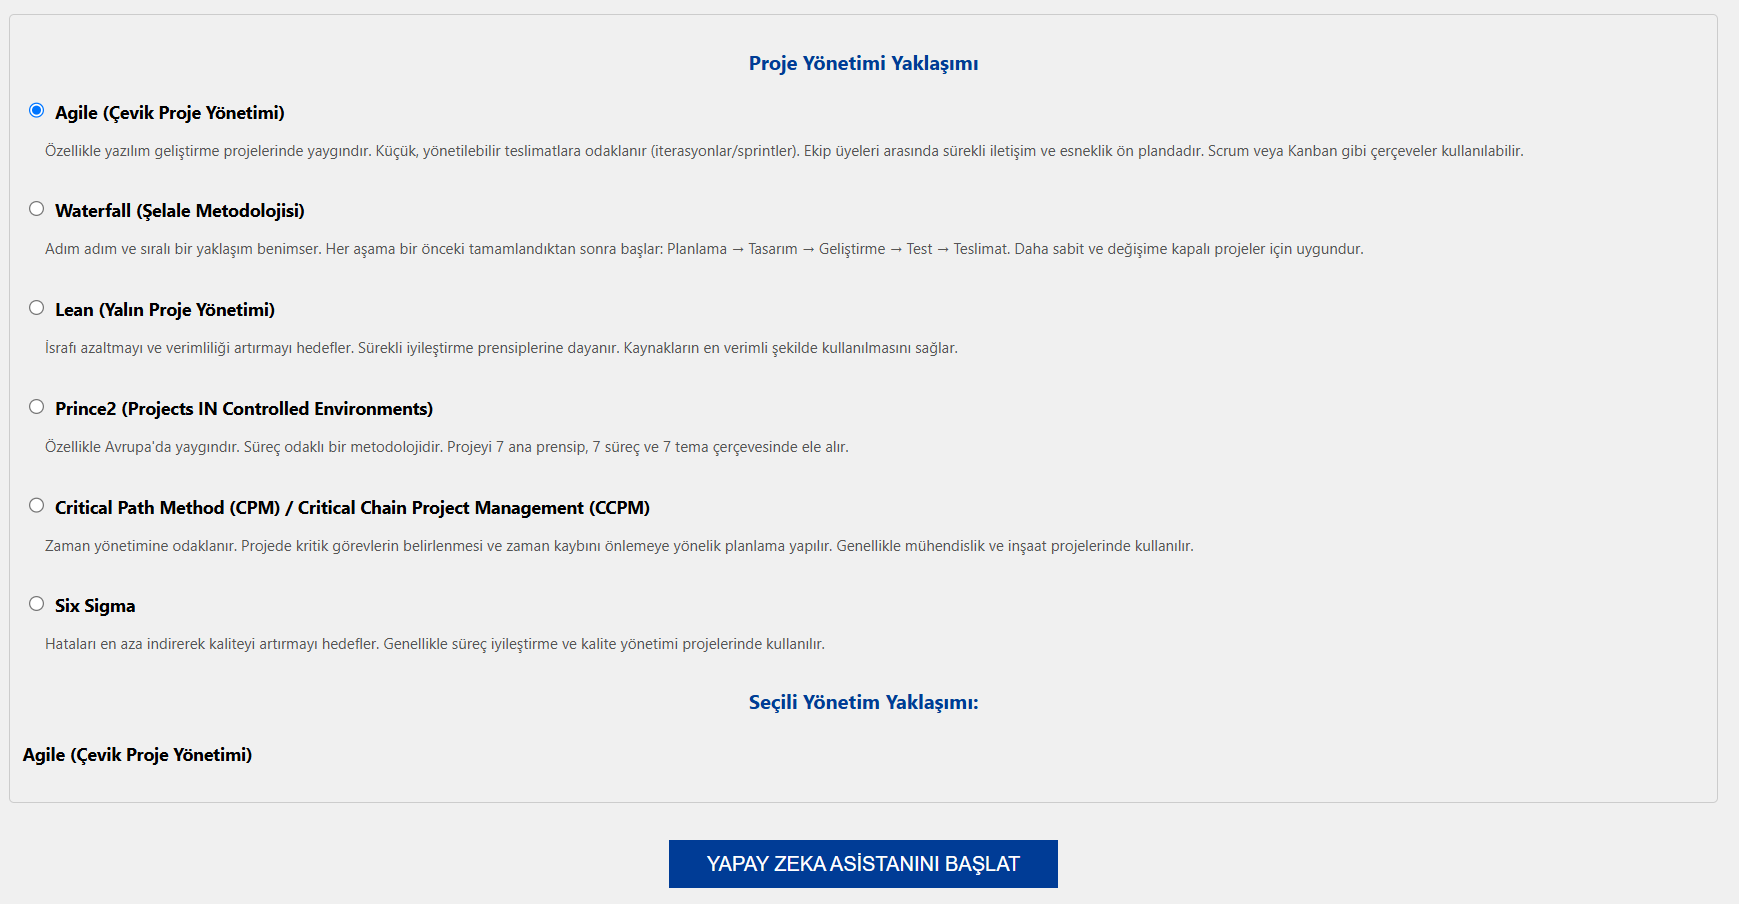 Proje Yönetimi Yaklaşımı
Agile (Çevik Proje Yönetimi)
Özellikle yazılım geliştirme projelerinde yaygındır. Küçük, yönetilebilir teslimatlara odaklanır (iterasyonlar/sprintler). Ekip üyeleri arasında sürekli iletişim ve esneklik ön plandadır. Scrum veya Kanban gibi çerçeveler kullanılabilir.
Waterfall (Şelale Metodolojisi)
Adım adım ve sıralı bir yaklaşım benimser. Her aşama bir önceki tamamlandıktan sonra başlar: Planlama → Tasarım → Geliştirme → Test → Teslimat. Daha sabit ve değişime kapalı projeler için uygundur.
Lean (Yalın Proje Yönetimi)
İsrafı azaltmayı ve verimliliği artırmayı hedefler. Sürekli iyileştirme prensiplerine dayanır. Kaynakların en verimli şekilde kullanılmasını sağlar.
Prince2 (Projects IN Controlled Environments)
Özellikle Avrupa'da yaygındır. Süreç odaklı bir metodolojidir. Projeyi 7 ana prensip, 7 süreç ve 7 tema çerçevesinde ele alır.
Critical Path Method (CPM) / Critical Chain Project Management (CCPM)
Zaman yönetimine odaklanır. Projede kritik görevlerin belirlenmesi ve zaman kaybını önlemeye yönelik planlama yapılır. Genellikle mühendislik ve inşaat projelerinde kullanılır.
Six Sigma
Hataları en aza indirerek kaliteyi artırmayı hedefler. Genellikle süreç iyileştirme ve kalite yönetimi projelerinde kullanılır.
Seçili Yönetim Yaklaşımı:
Agile (Çevik Proje Yönetimi)
YAPAY ZEKA ASİSTANINI BAŞLAT